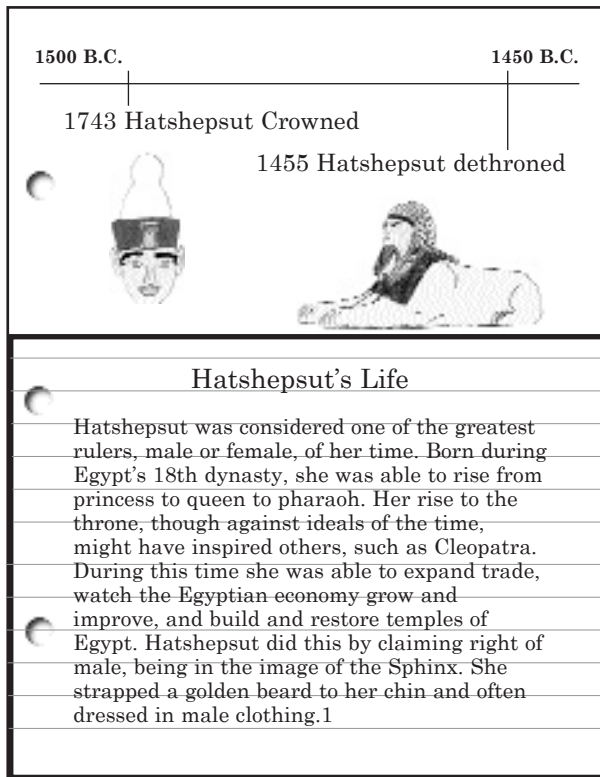 1500 B.C.
1450 B.C.
1743 Hatshepsut Crowned
1455 Hatshepsut dethroned
Hatshepsut's Life
Hatshepsut was considered one of the greatest
rulers, male or female, of her time. Born during
Egypt's 18th dynasty, she was able to rise from
princess to queen to pharaoh. Her rise to the
throne, though against ideals of the time,
might have inspired others, such as Cleopatra.
During this time she was able to expand trade,
watch the Egyptian economy grow and
improve, and build and restore temples of
Egypt. Hatshepsut did this by claiming right of
male, being in the image of the Sphinx. She
strapped a golden beard to her chin and often
dressed in male clothing.1